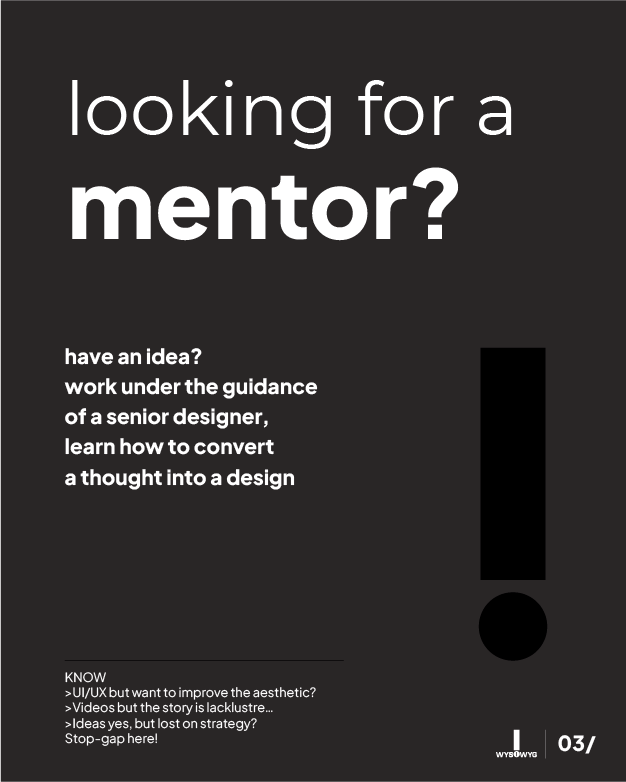 looking for a
mentor?
have an idea?
work under the guidance
of a senior designer,
learn how to convert
a thought into a design
KNOW
>UI/UX but want to improve the aesthetic?
>Videos but the story is lacklustre...
>Ideas yes, but lost on strategy?
Stop-gap here!
WYSIWYG
03/